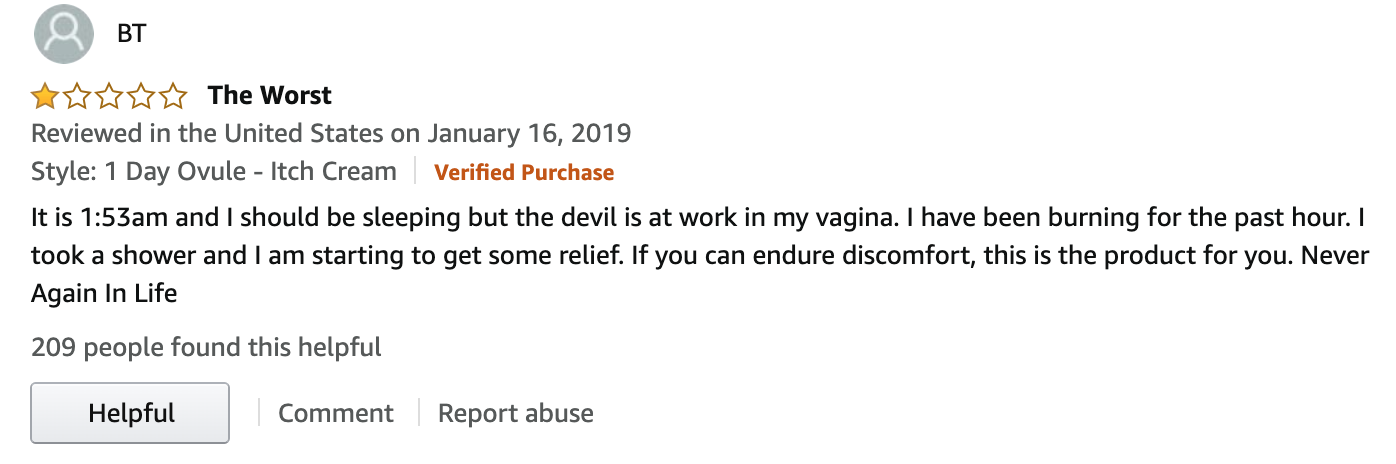 BT
The Worst
Reviewed in the United States on January 16, 2019
Style: 1 Day Ovule - Itch Cream | Verified Purchase
It is 1:53am and I should be sleeping but the devil is at work in my vagina. I have been burning for the past hour. I
took a shower and I am starting to get some relief. If you can endure discomfort, this is the product for you. Never
Again In Life
209 people found this helpful
Helpful | Comment | Report abuse